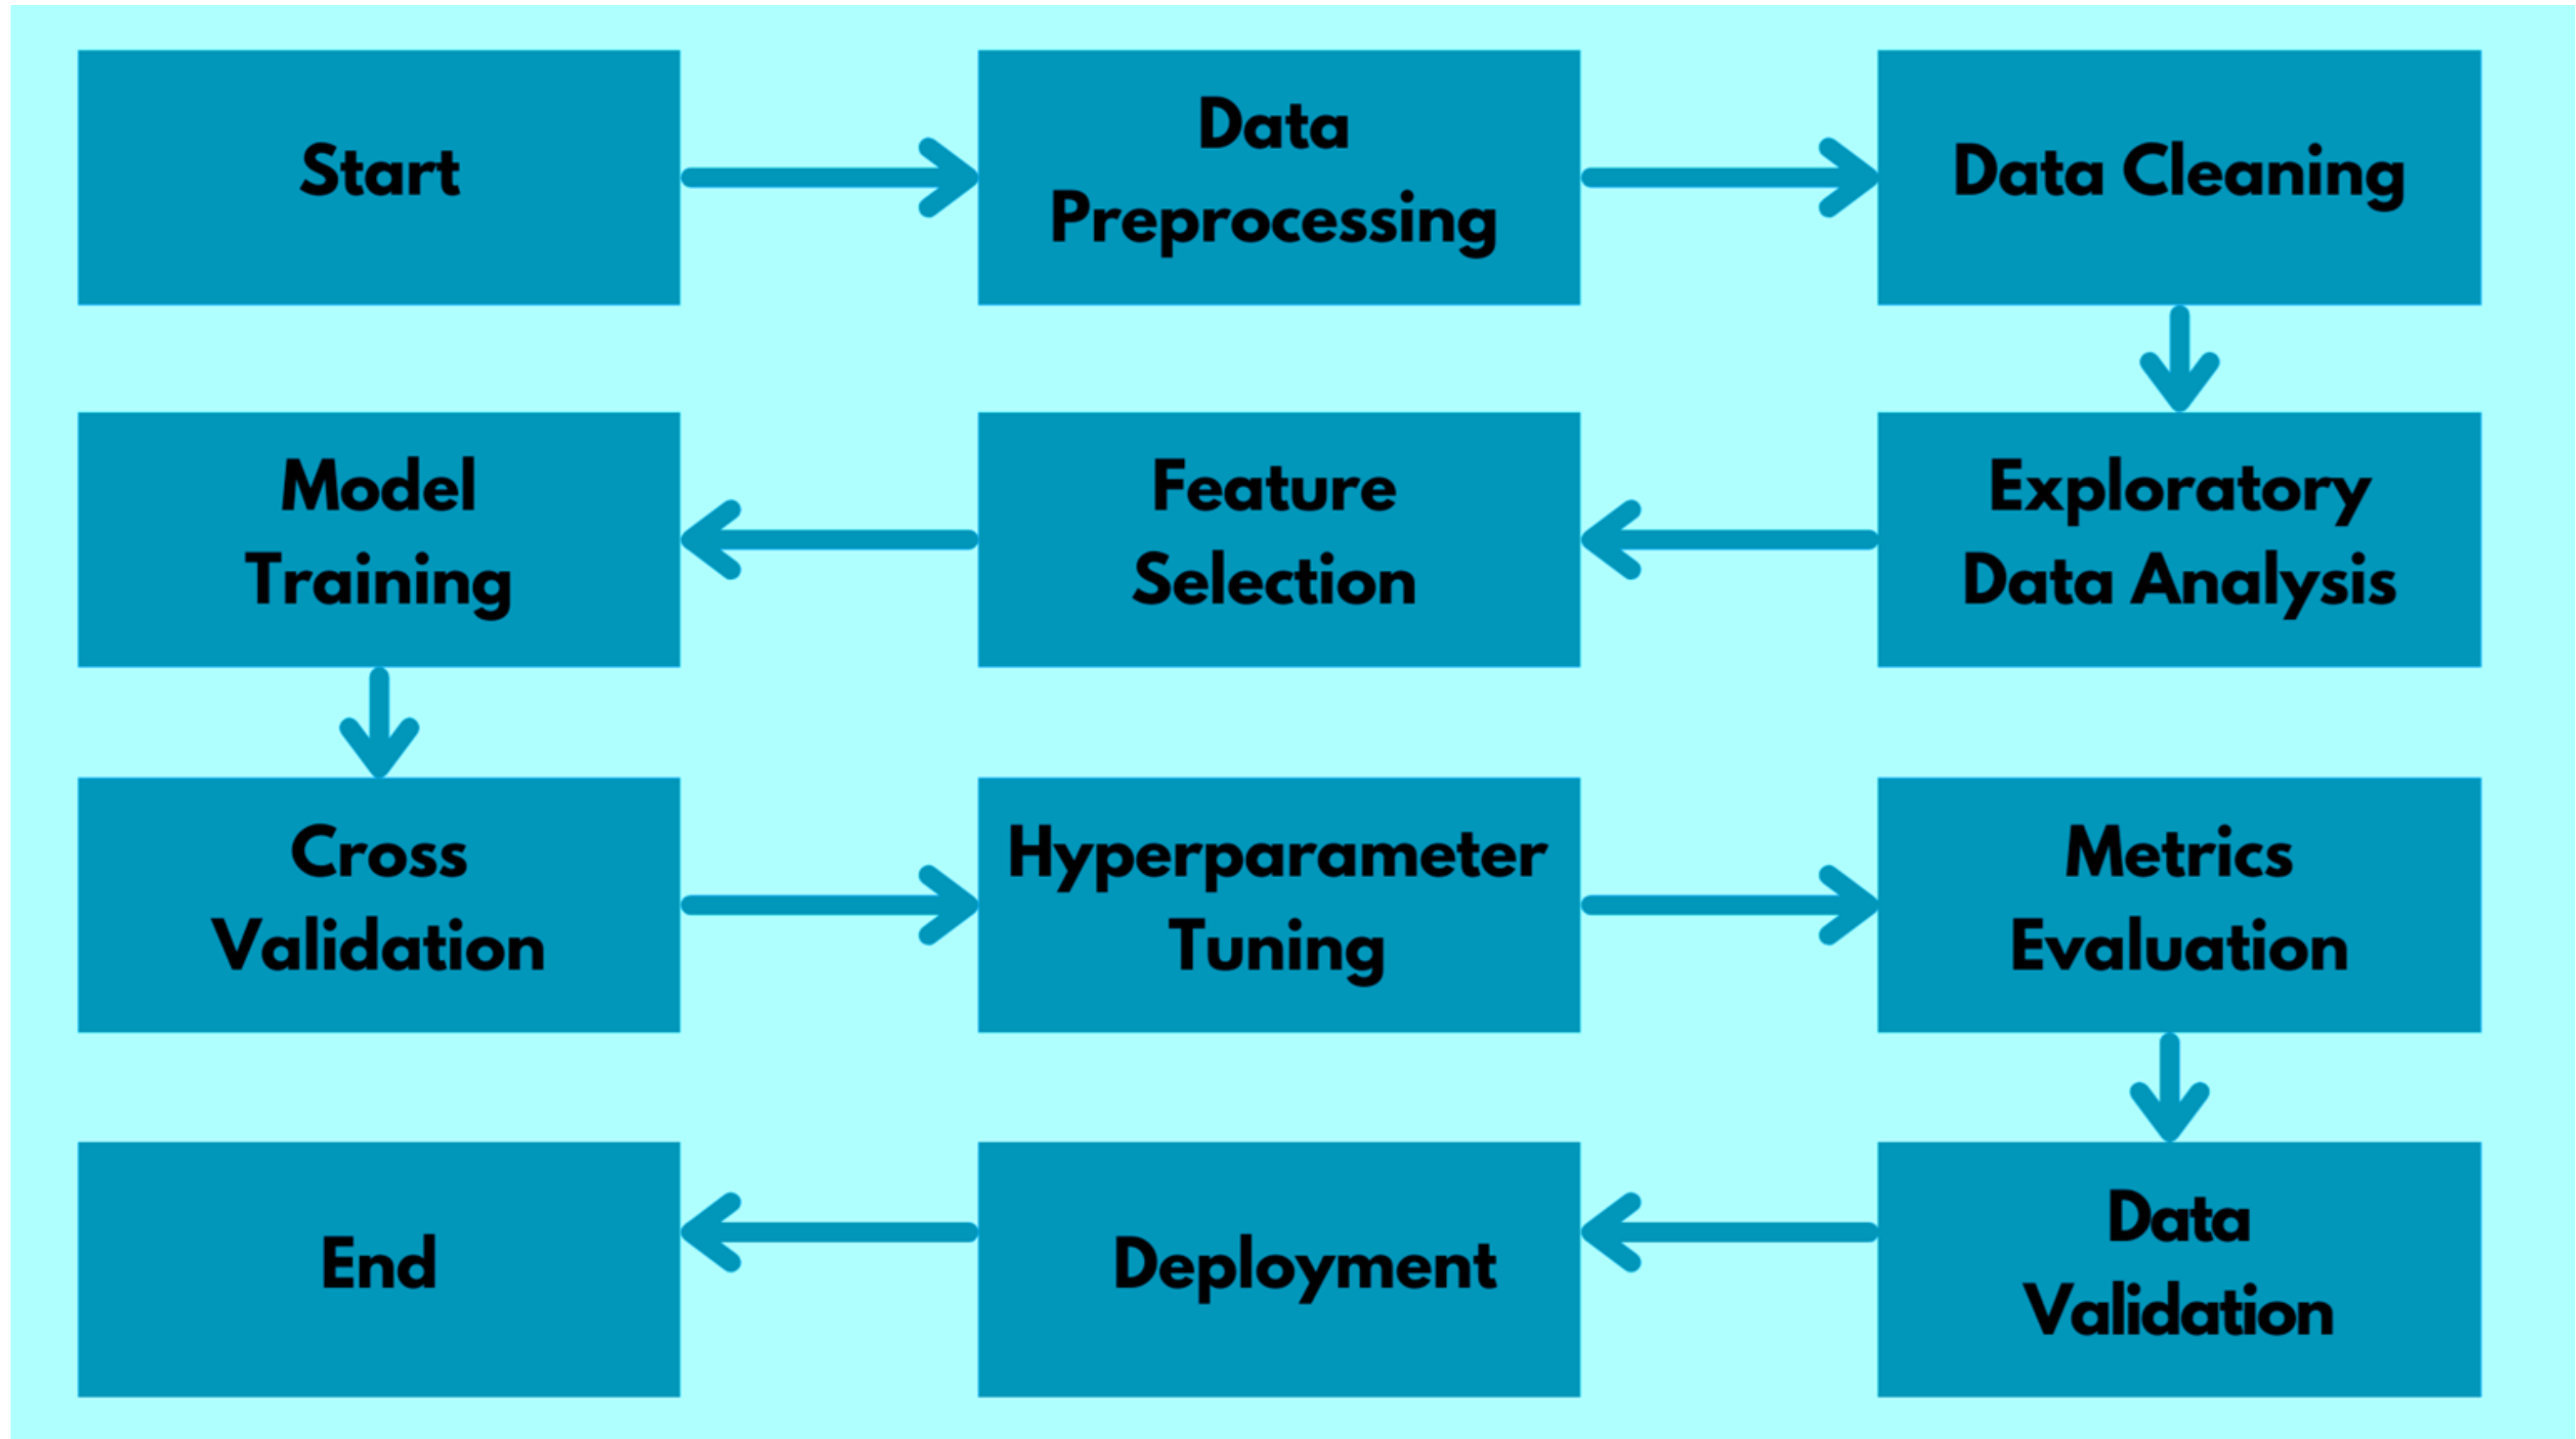 Start
Data
Preprocessing
Data Cleaning
Exploratory
Data Analysis
Feature
Selection
Model
Training
Cross
Validation
Hyperparameter
Tuning
Metrics
Evaluation
Data
Validation
Deployment
End